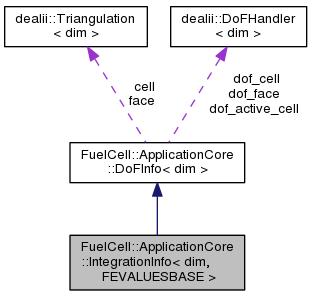 dealii::Triangulation
< dim >
dealii::DoFHandler
< dim >
cell
face
dof_cell
dof_face
dof_active_cell
FuelCell::ApplicationCore
::DoFInfo< dim >
FuelCell::ApplicationCore
::IntegrationInfo< dim,
FEVALUESBASE >